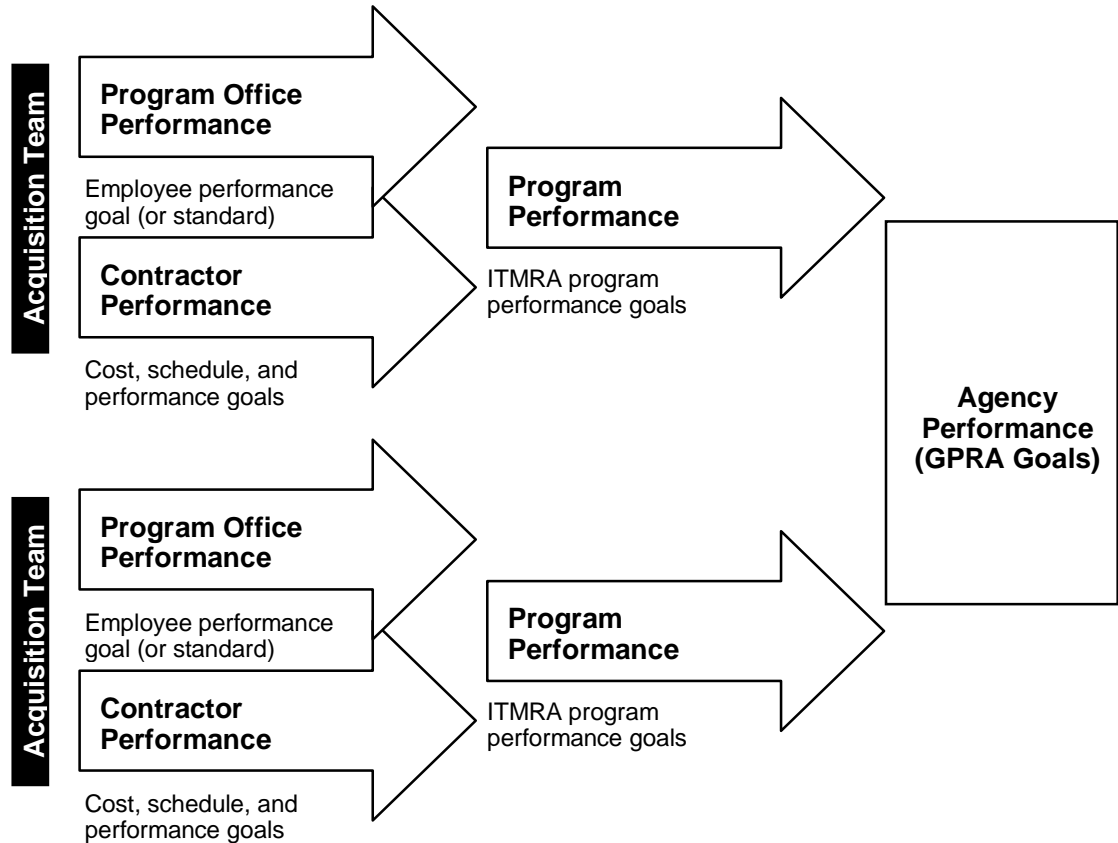 Acquisition Team
Program Office
Performance
Employee performance
goal (or standard)
Contractor
Performance
Cost, schedule, and
performance goals
Program
Performance
ITMRA program
performance goals
Acquisition Team
Program Office
Performance
Employee performance
goal (or standard)
Contractor
Performance
Cost, schedule, and
performance goals
Program
Performance
ITMRA program
performance goals
Agency
Performance
(GPRA Goals)